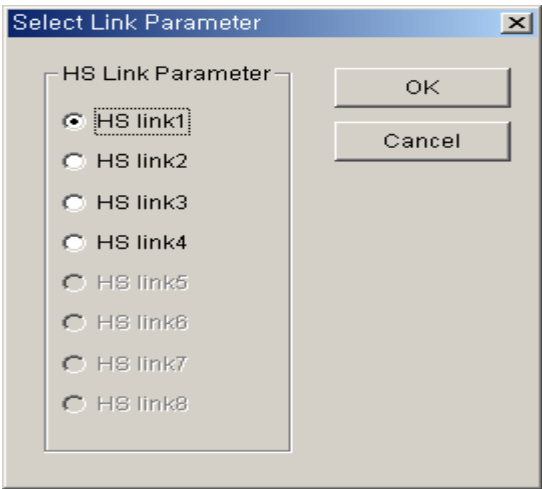 Select Link Parameter
HS Link Parameter
HS link1
HS link2
HS link3
HS link4
HS link5
HS link6
HS link7
HS link8
OK
Cancel